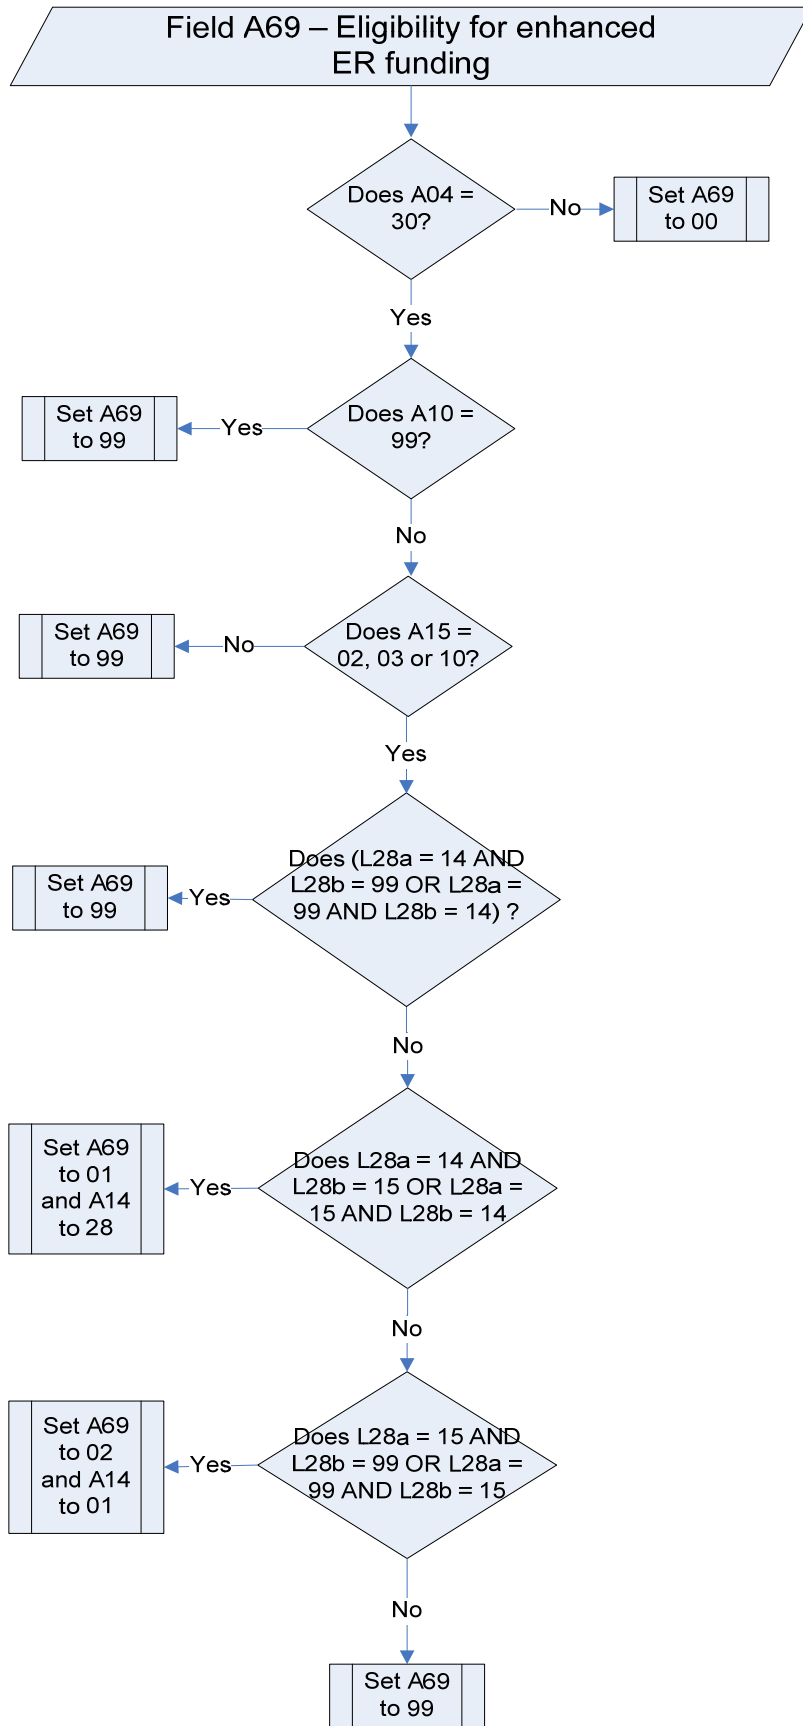 Field A69 – Eligibility for enhanced
ER funding
Does A04 =
30?
No
Set A69
to 00
Yes
Does A10 =
99?
Yes
Set A69
to 99
No
Does A15 =
02, 03 or 10?
No
Set A69
to 99
Yes
Does (L28a = 14 AND
L28b = 99 OR L28a =
99 AND L28b = 14) ?
Yes
Set A69
to 99
No
Does L28a = 14 AND
L28b = 15 OR L28a =
15 AND L28b = 14
Yes
Set A69
to 01
and A14
to 28
No
Does L28a = 15 AND
L28b = 99 OR L28a =
99 AND L28b = 15
Yes
Set A69
to 02
and A14
to 01
No
Set A69
to 99